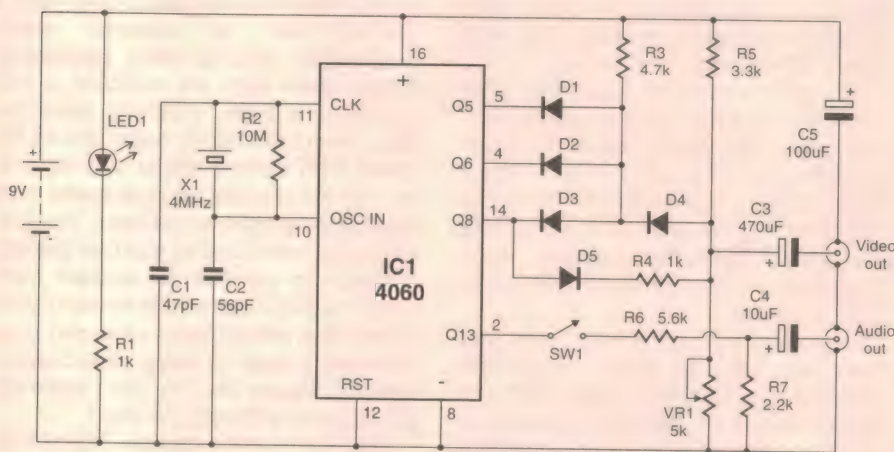 16
+
R3
4.7k
R5
3.3k
LED1
11
CLK
R2
10M
5
Q5
D1
+
C5
100uF
+
9V
-
X1
4MHz
4
Q6
D2
14
Q8
D3
D4
C3
470uF
10
OSC IN
Video
out
+
IC1
4060
D5
R4
1k
C1
47pF
C2
56pF
C4
10uF
2
Q13
R6
5.6k
SW1
+
Audio
out
R1
1k
RST
-
R7
2.2k
12
8
VR1
5k